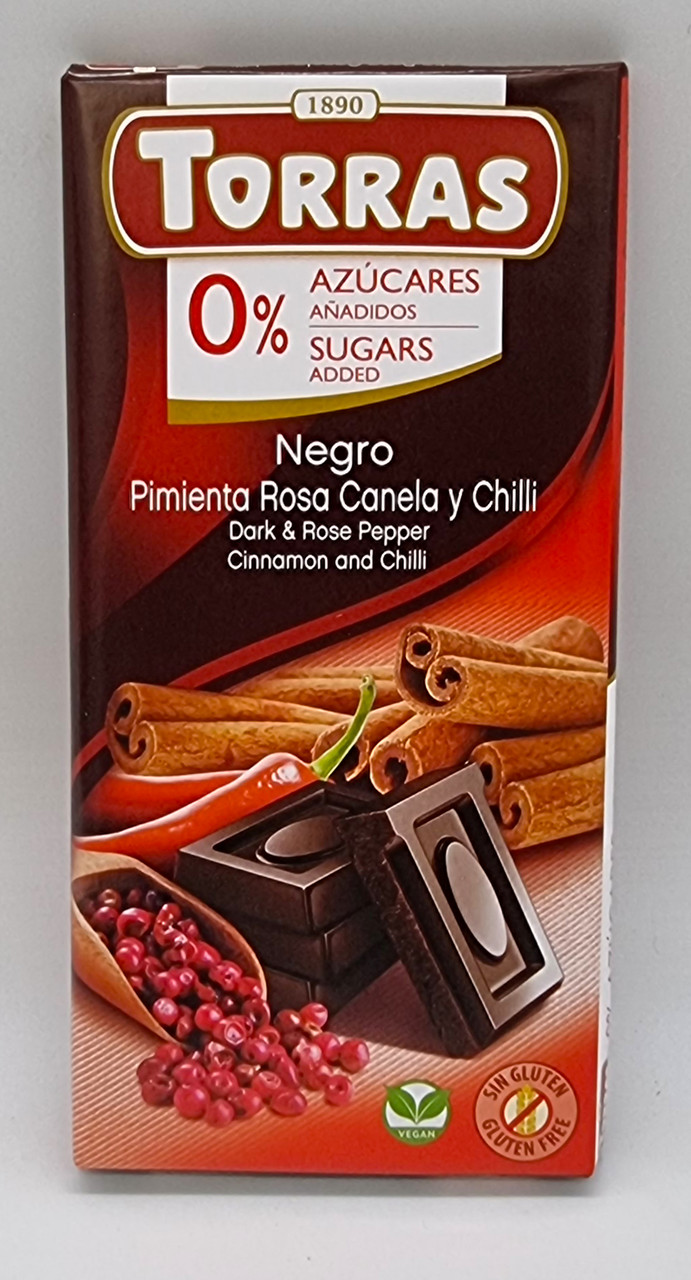 1890
TORRAS
0%
AZÚCARES
AÑADIDOS
SUGARS
ADDED
Negro
Pimienta Rosa Canela y Chilli
Dark & Rose Pepper
Cinnamon and Chilli
VEGAN
SIN GLUTEN
GLUTEN FREE